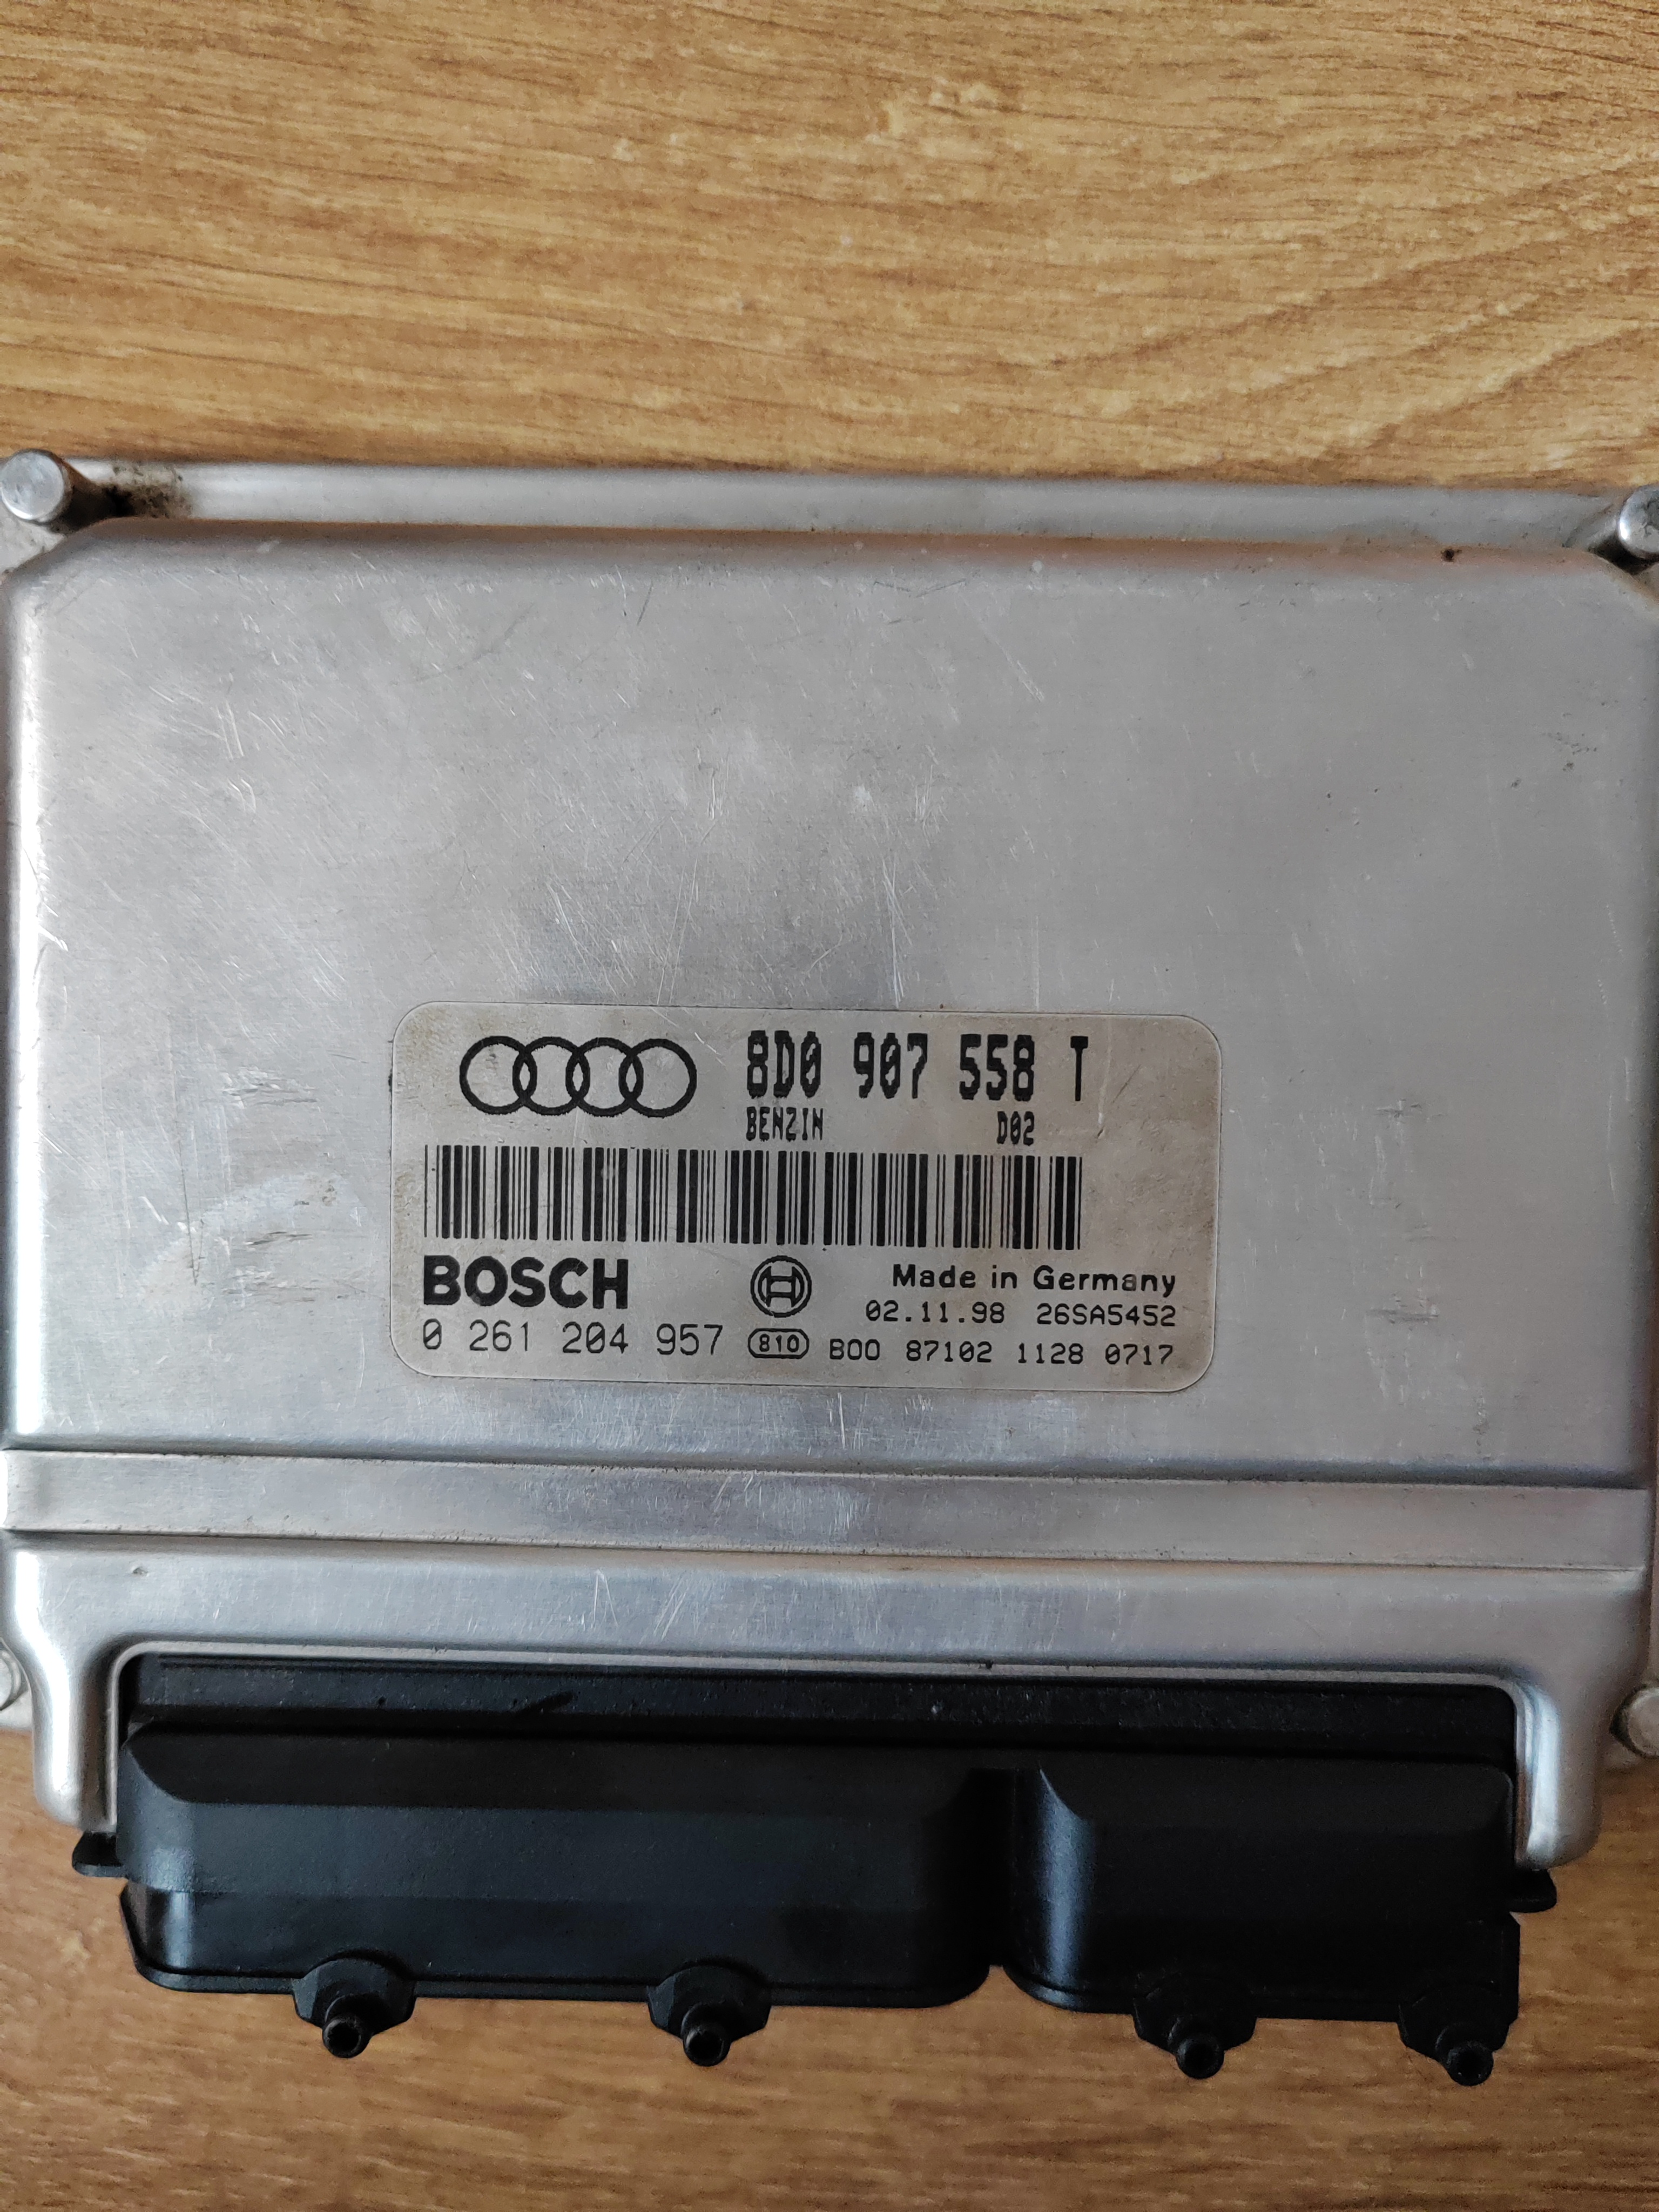 8D0 907 558 T
BENZIN D02
BOSCH
Made in Germany
02.11.98 26SA5452
0 261 204 957 810 B00 87102 1128 0717